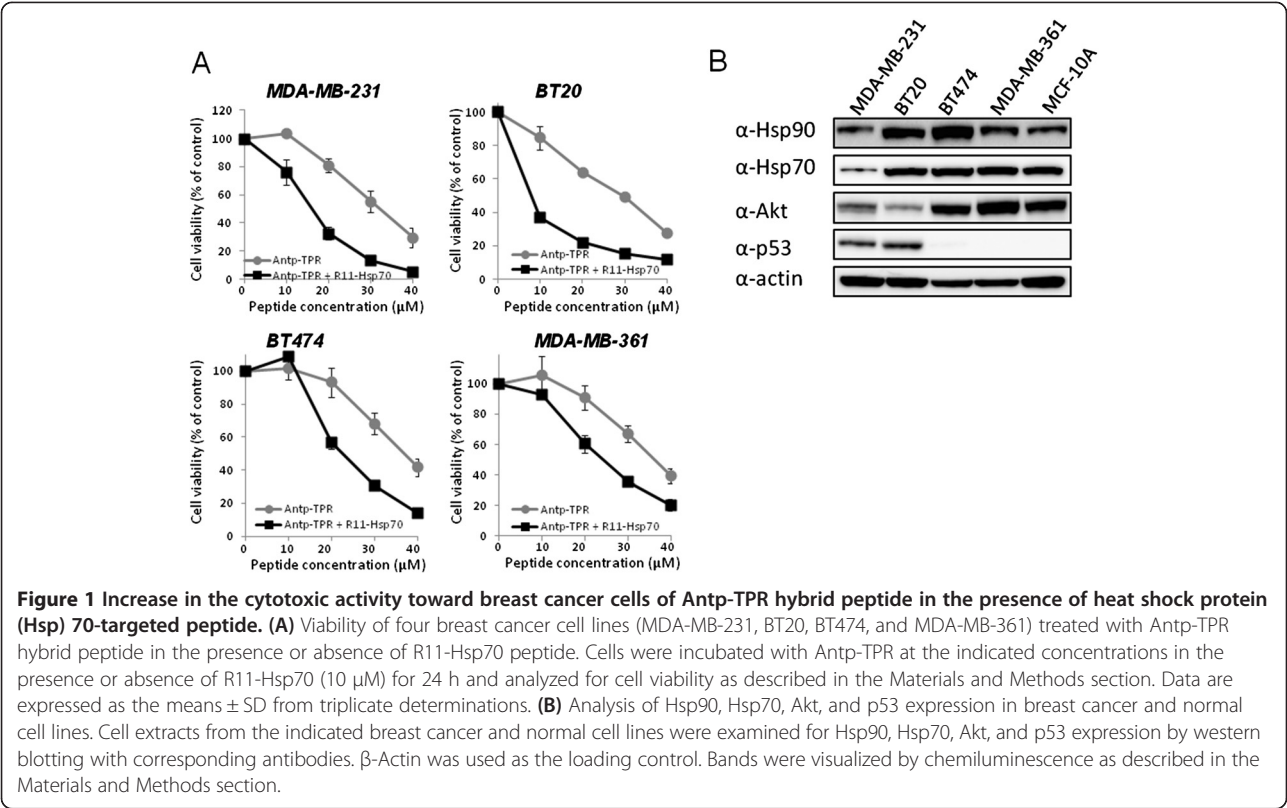 A
MDA-MB-231
Cell viability (% of control)
120
100
80
60
40
20
0
Antp-TPR
Antp-TPR + R11-Hsp70
0 10 20 30 40
Peptide concentration (μM)
BT20
Cell viability (% of control)
100
80
60
40
20
0
Antp-TPR
Antp-TPR + R11-Hsp70
0 10 20 30 40
Peptide concentration (μM)
BT474
Cell viability (% of control)
100
80
60
40
20
0
Antp-TPR
Antp-TPR + R11-Hsp70
0 10 20 30 40
Peptide concentration (μM)
MDA-MB-361
Cell viability (% of control)
100
80
60
40
20
0
Antp-TPR
Antp-TPR + R11-Hsp70
0 10 20 30 40
Peptide concentration (μM)
B
MDA-MB-231
BT20
BT474
MDA-MB-361
MCF-10A
α-Hsp90
α-Hsp70
α-Akt
α-p53
α-actin
Figure 1 Increase in the cytotoxic activity toward breast cancer cells of Antp-TPR hybrid peptide in the presence of heat shock protein
(Hsp) 70-targeted peptide. (A) Viability of four breast cancer cell lines (MDA-MB-231, BT20, BT474, and MDA-MB-361) treated with Antp-TPR
hybrid peptide in the presence or absence of R11-Hsp70 peptide. Cells were incubated with Antp-TPR at the indicated concentrations in the
presence or absence of R11-Hsp70 (10 μM) for 24 h and analyzed for cell viability as described in the Materials and Methods section. Data are
expressed as the means ± SD from triplicate determinations. (B) Analysis of Hsp90, Hsp70, Akt, and p53 expression in breast cancer and normal
cell lines. Cell extracts from the indicated breast cancer and normal cell lines were examined for Hsp90, Hsp70, Akt, and p53 expression by western
blotting with corresponding antibodies. β-Actin was used as the loading control. Bands were visualized by chemiluminescence as described in the
Materials and Methods section.